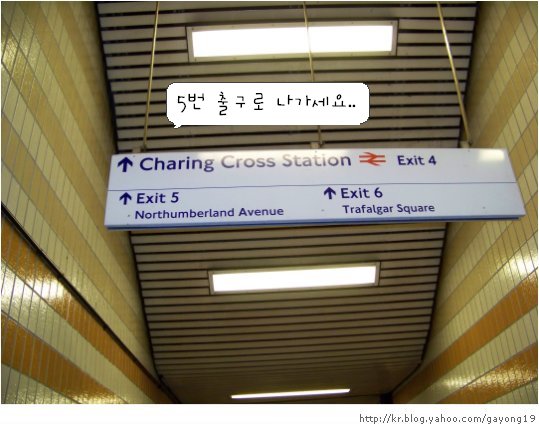 5번 출구로 나가세요..
Charing Cross Station Exit 4
Exit 5 Exit 6
Northumberland Avenue Trafalgar Square
http://kr.blog.yahoo.com/gayong19